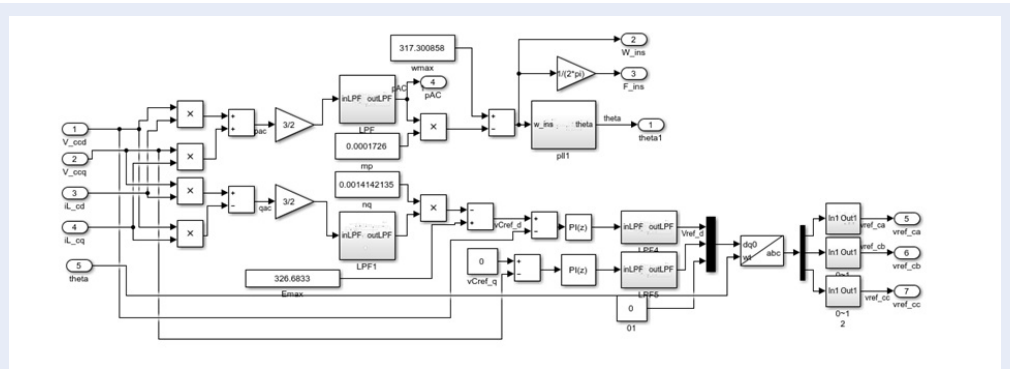 2
W_ins
317.300858
wmax
1/(2*pi)
3
F_ins
pAC
4
pAC
inLPF outLPF
LPF
×
1
V_ccd
+
+
pac
3/2
×
+
−
w_ins theta
pll1
theta
1
theta1
2
V_ccq
×
0.0001726
mp
3
iL_cd
×
0.0014142135
nq
4
iL_cq
×
+
−
qac
3/2
×
−
+
vCref_d
+
−
PI(z)
inLPF outLPF
LPF4
Vref_d
inLPF outLPF
LPF1
5
theta
326.6833
Emax
0
vCref_q
+
−
PI(z)
inLPF outLPF
LPF5
0
01
dq0
wt
abc
In1 Out1
vref_ca
5
vref_ca
In1 Out1
vref_cb
6
vref_cb
0~1
In1 Out1
vref_cc
7
vref_cc
0~1
2